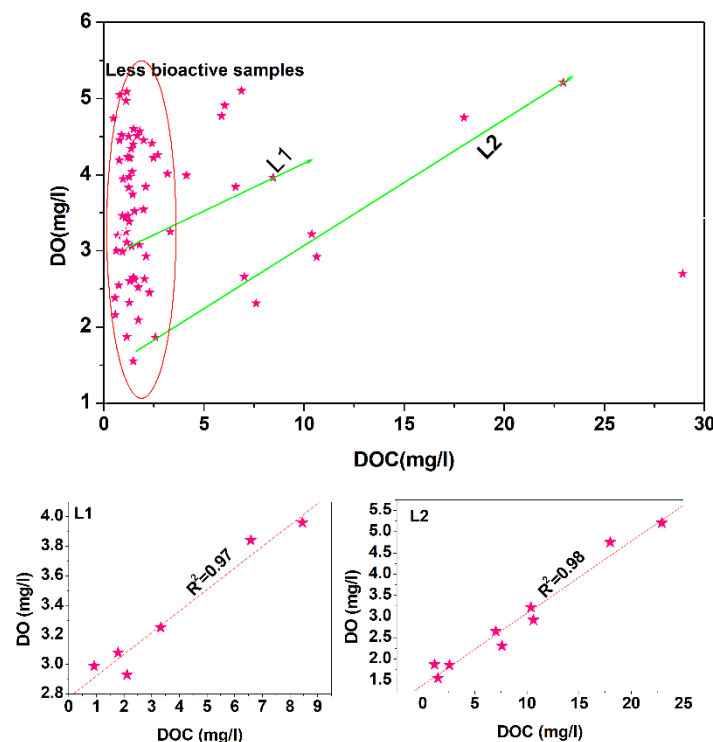 6
5
4
3
2
1
DO(mg/l)
Less bioactive samples
L1
L2
0
5
10
15
20
25
30
DOC(mg/l)
L1
4.0
3.8
3.6
3.4
3.2
3.0
2.8
DO (mg/l)
R²=0.97
0 1 2 3 4 5 6 7 8 9
DOC (mg/l)
L2
5.5
5.0
4.5
4.0
3.5
3.0
2.5
2.0
1.5
DO (mg/l)
R²=0.98
0 5 10 15 20 25
DOC (mg/l)